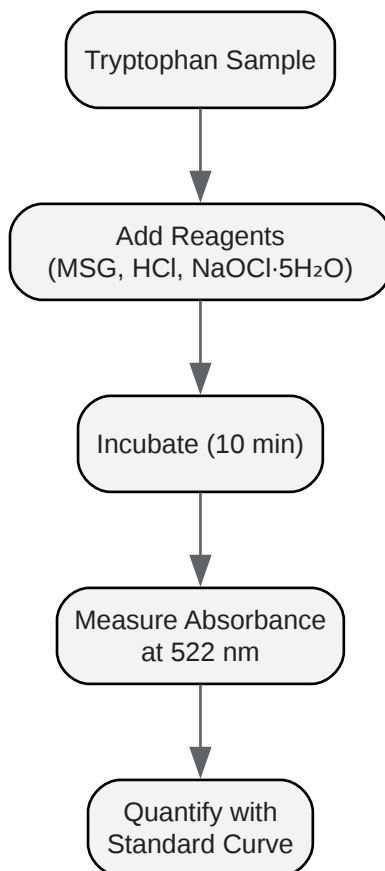 Tryptophan Sample
Add Reagents
(MSG, HCl, NaOCl·5H₂O)
Incubate (10 min)
Measure Absorbance
at 522 nm
Quantify with
Standard Curve